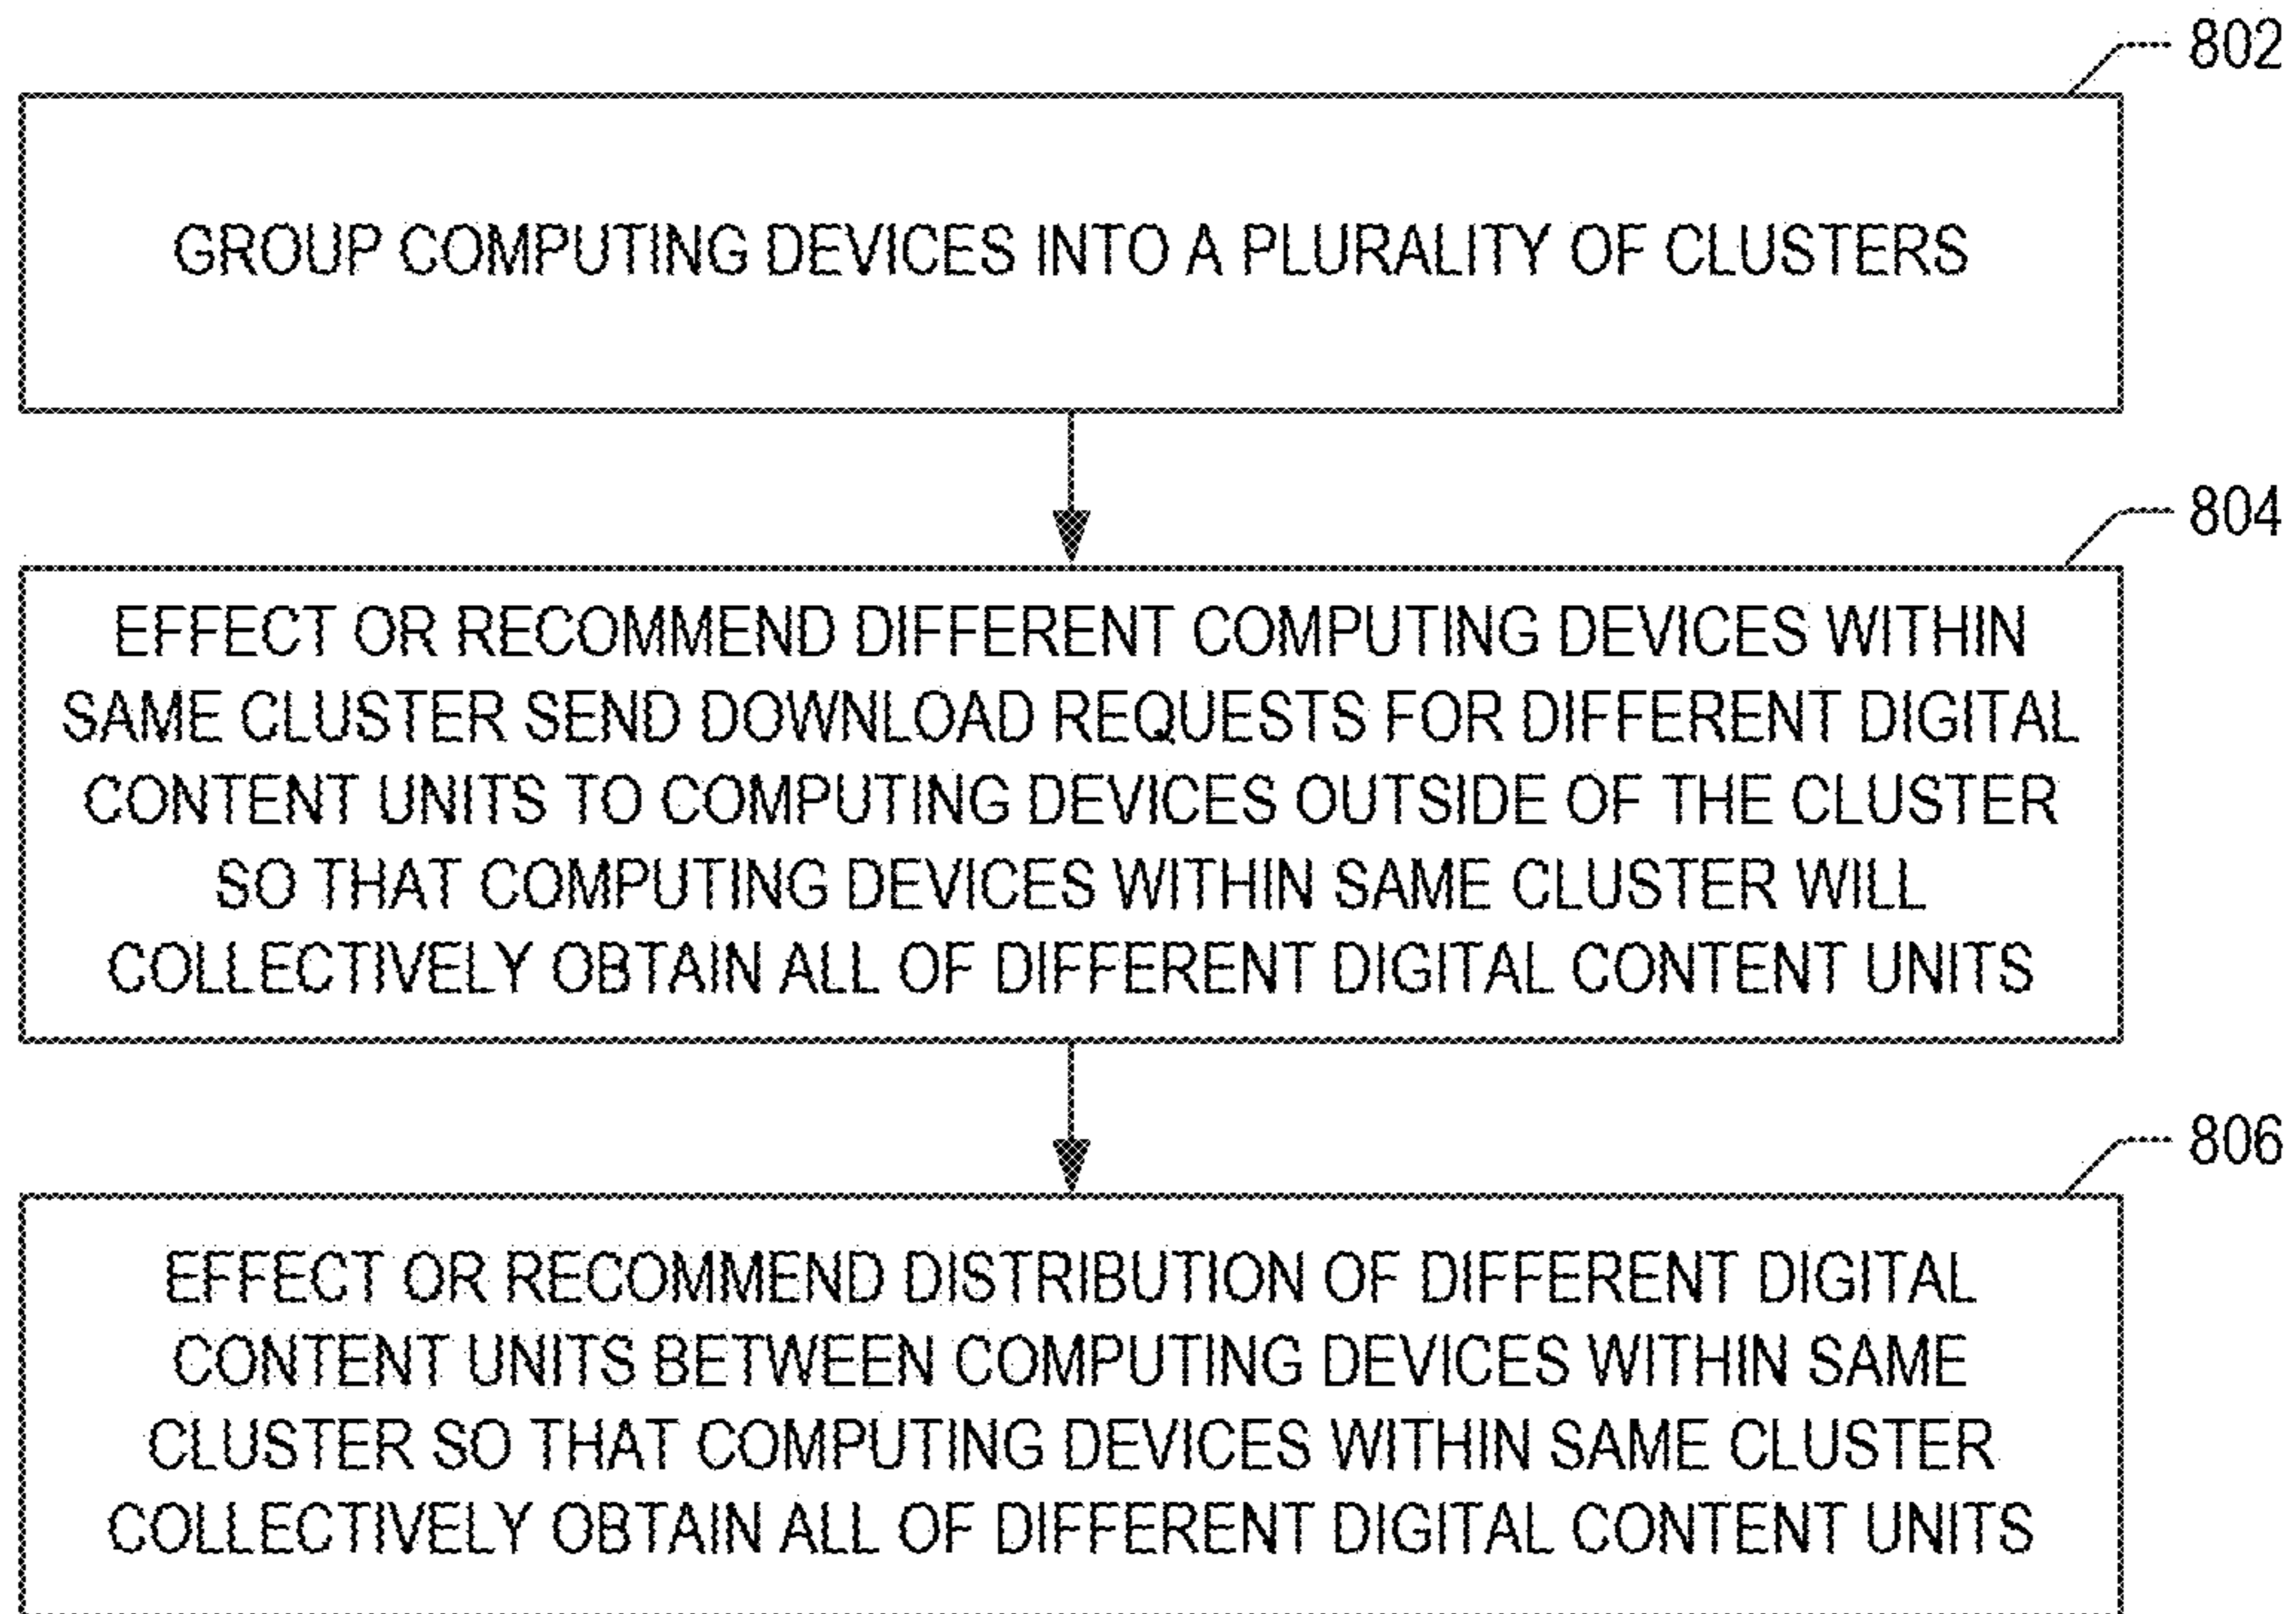 802
GROUP COMPUTING DEVICES INTO A PLURALITY OF CLUSTERS
804
EFFECT OR RECOMMEND DIFFERENT COMPUTING DEVICES WITHIN
SAME CLUSTER SEND DOWNLOAD REQUESTS FOR DIFFERENT DIGITAL
CONTENT UNITS TO COMPUTING DEVICES OUTSIDE OF THE CLUSTER
SO THAT COMPUTING DEVICES WITHIN SAME CLUSTER WILL
COLLECTIVELY OBTAIN ALL OF DIFFERENT DIGITAL CONTENT UNITS
806
EFFECT OR RECOMMEND DISTRIBUTION OF DIFFERENT DIGITAL
CONTENT UNITS BETWEEN COMPUTING DEVICES WITHIN SAME
CLUSTER SO THAT COMPUTING DEVICES WITHIN SAME CLUSTER
COLLECTIVELY OBTAIN ALL OF DIFFERENT DIGITAL CONTENT UNITS